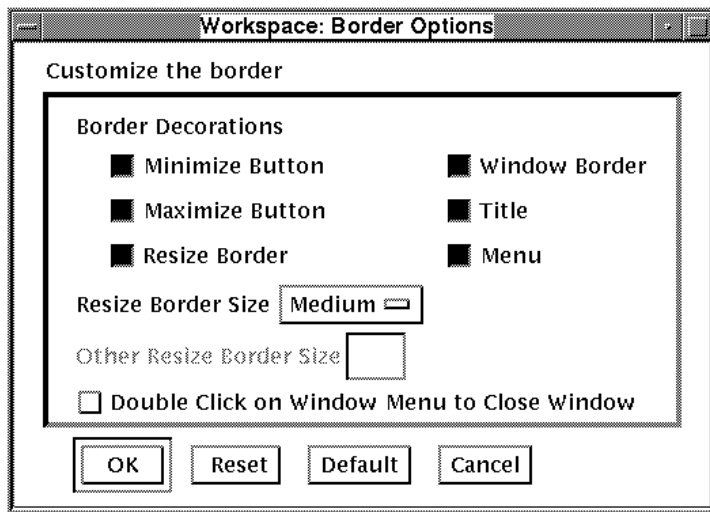 Workspace: Border Options
Customize the border
Border Decorations
Minimize Button Window Border
Maximize Button Title
Resize Border Menu
Resize Border Size Medium
Other Resize Border Size
Double Click on Window Menu to Close Window
OK Reset Default Cancel